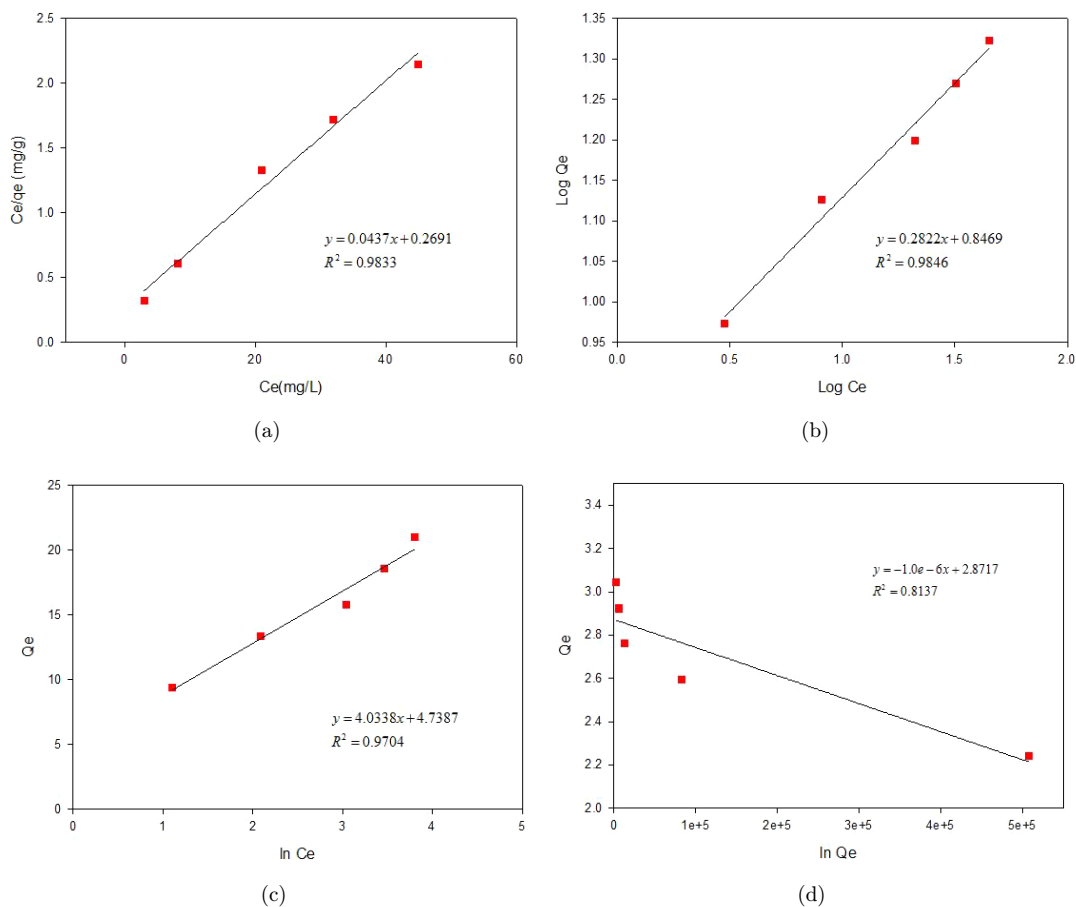 2.5
2.0
1.5
1.0
0.5
0.0
Ce/qe (mg/g)
y = 0.0437x + 0.2691
R² = 0.9833
0 20 40 60
Ce(mg/L)
(a)
1.35
1.30
1.25
1.20
1.15
1.10
1.05
1.00
0.95
Log Qe
y = 0.2822x + 0.8469
R² = 0.9846
0.0 0.5 1.0 1.5 2.0
Log Ce
(b)
25
20
15
10
5
0
Qe
y = 4.0338x + 4.7387
R² = 0.9704
0 1 2 3 4 5
ln Ce
(c)
3.4
3.2
3.0
2.8
2.6
2.4
2.2
2.0
Qe
y = −1.0e − 6x + 2.8717
R² = 0.8137
0 1e+5 2e+5 3e+5 4e+5 5e+5
ln Qe
(d)